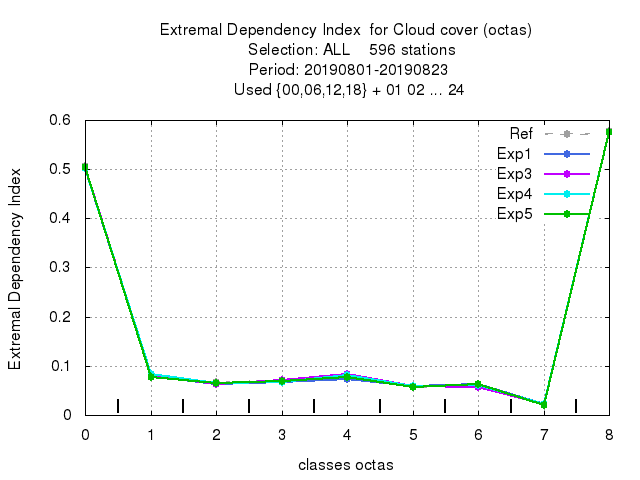 Extremal Dependency Index  for Cloud cover (octas)
Selection: ALL    596 stations
Period: 20190801-20190823
Used {00,06,12,18} + 01 02 ... 24
Extremal Dependency Index
0.6
0.5
0.4
0.3
0.2
0.1
0
Ref
Exp1
Exp3
Exp4
Exp5
0 1 2 3 4 5 6 7 8
classes octas